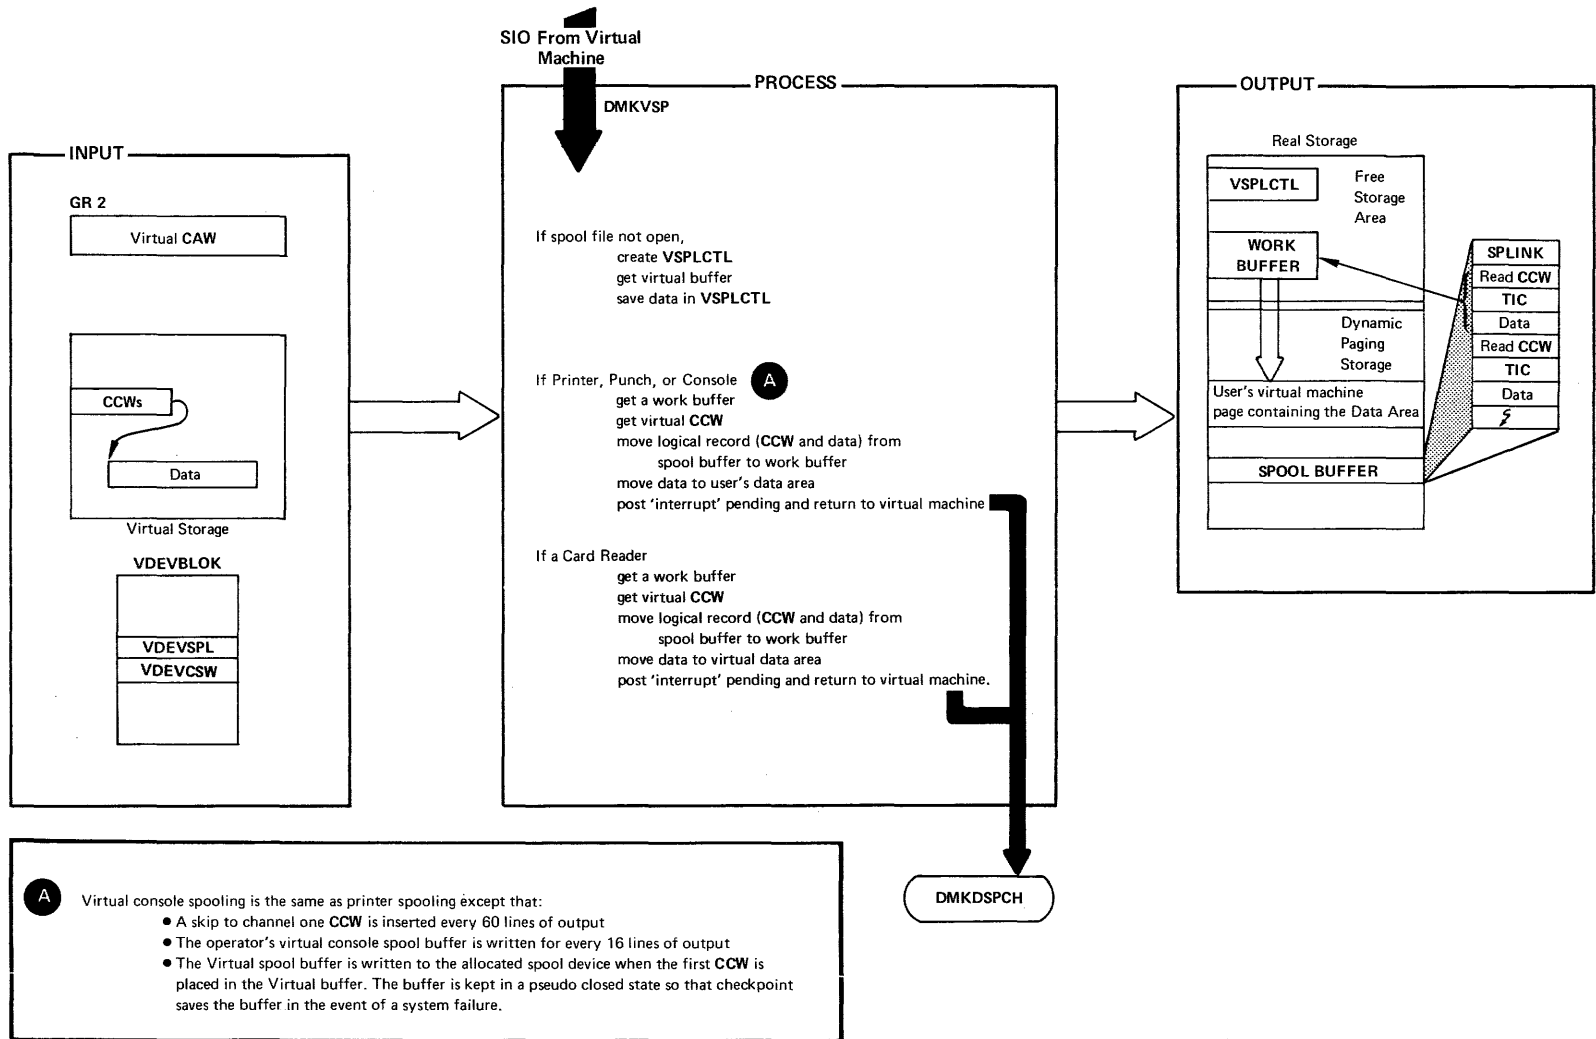 SIO From Virtual
Machine
PROCESS
DMKVSP
OUTPUT
INPUT
GR 2
Virtual CAW
CCWs
Data
Virtual Storage
VDEVBLOK
VDEVSPL
VDEVCSW
If spool file not open,
create VSPLCTL
get virtual buffer
save data in VSPLCTL
If Printer, Punch, or Console A
get a work buffer
get virtual CCW
move logical record (CCW and data) from
spool buffer to work buffer
move data to user's data area
post 'interrupt' pending and return to virtual machine
If a Card Reader
get a work buffer
get virtual CCW
move logical record (CCW and data) from
spool buffer to work buffer
move data to virtual data area
post 'interrupt' pending and return to virtual machine.
DMKDSPCH
Real Storage
VSPLCTL
Free
Storage
Area
WORK
BUFFER
Dynamic
Paging
Storage
User's virtual machine
page containing the Data Area
SPOOL BUFFER
SPLINK
Read CCW
TIC
Data
Read CCW
TIC
Data
A Virtual console spooling is the same as printer spooling except that:
● A skip to channel one CCW is inserted every 60 lines of output
● The operator's virtual console spool buffer is written for every 16 lines of output
● The Virtual spool buffer is written to the allocated spool device when the first CCW is
placed in the Virtual buffer. The buffer is kept in a pseudo closed state so that checkpoint
saves the buffer in the event of a system failure.